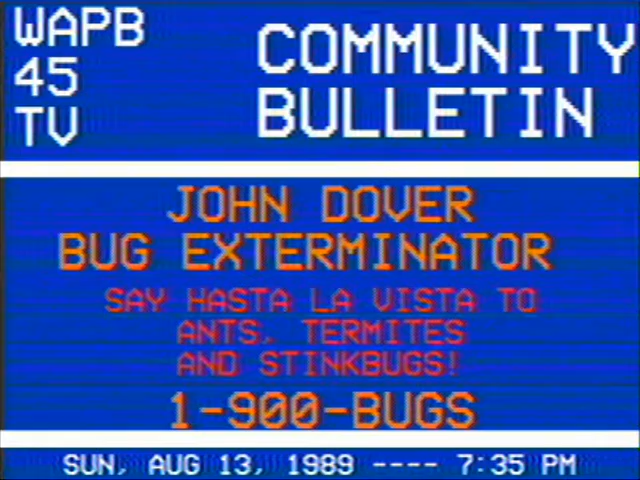 WAPB
45
TV
COMMUNITY
BULLETIN
JOHN DOVER
BUG EXTERMINATOR
SAY HASTA LA VISTA TO
ANTS, TERMITES
AND STINKBUGS!
1-900-BUGS
SUN, AUG 13, 1989 ---- 7:35 PM